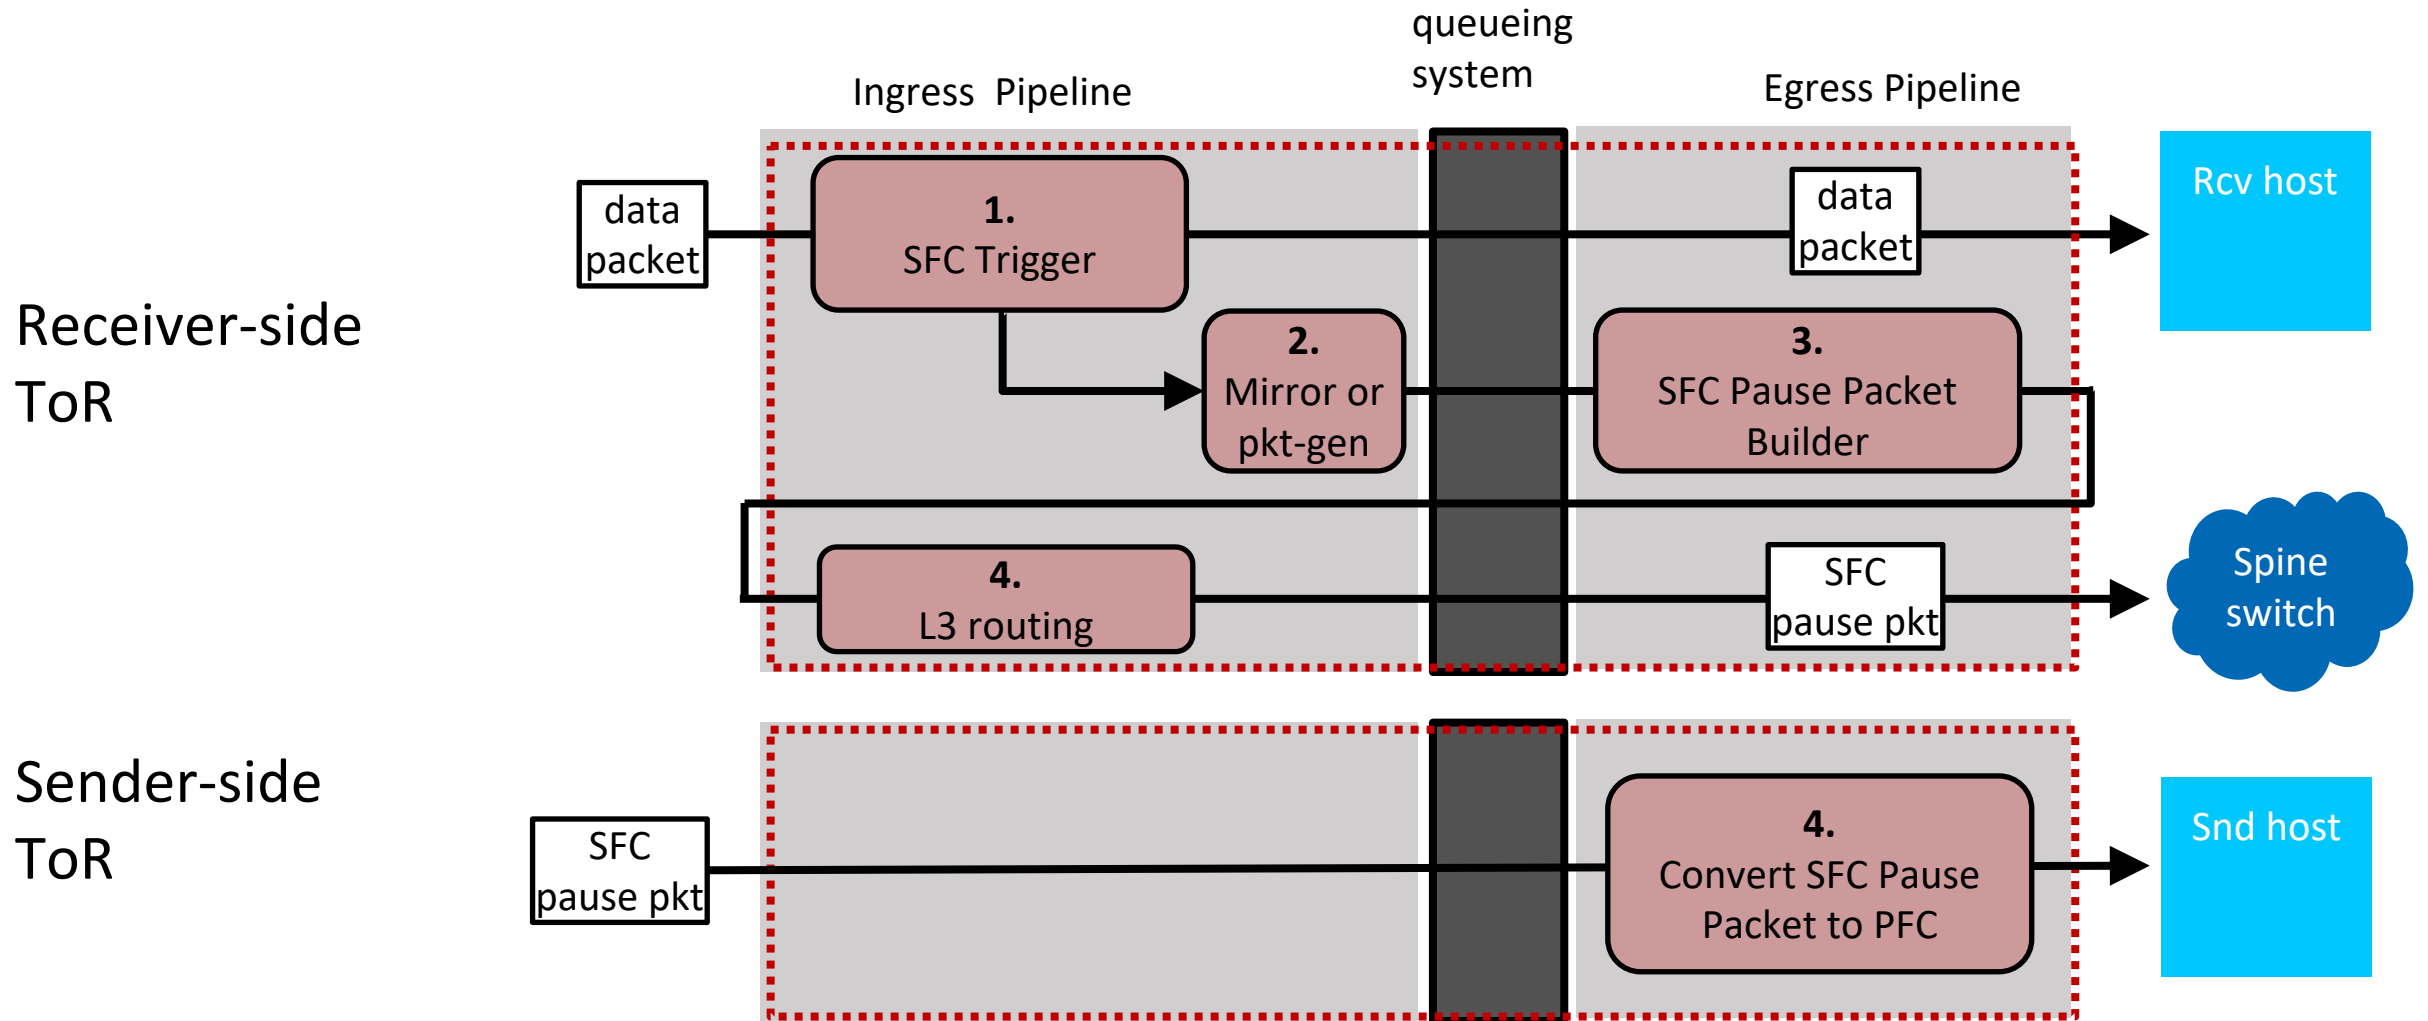 queueing
system
Ingress  Pipeline
Egress Pipeline
Receiver-side
ToR
data
packet
1.
SFC Trigger
data
packet
Rcv host
2.
Mirror or
pkt-gen
3.
SFC Pause Packet
Builder
4.
L3 routing
SFC
pause pkt
Spine
switch
Sender-side
ToR
SFC
pause pkt
4.
Convert SFC Pause
Packet to PFC
Snd host